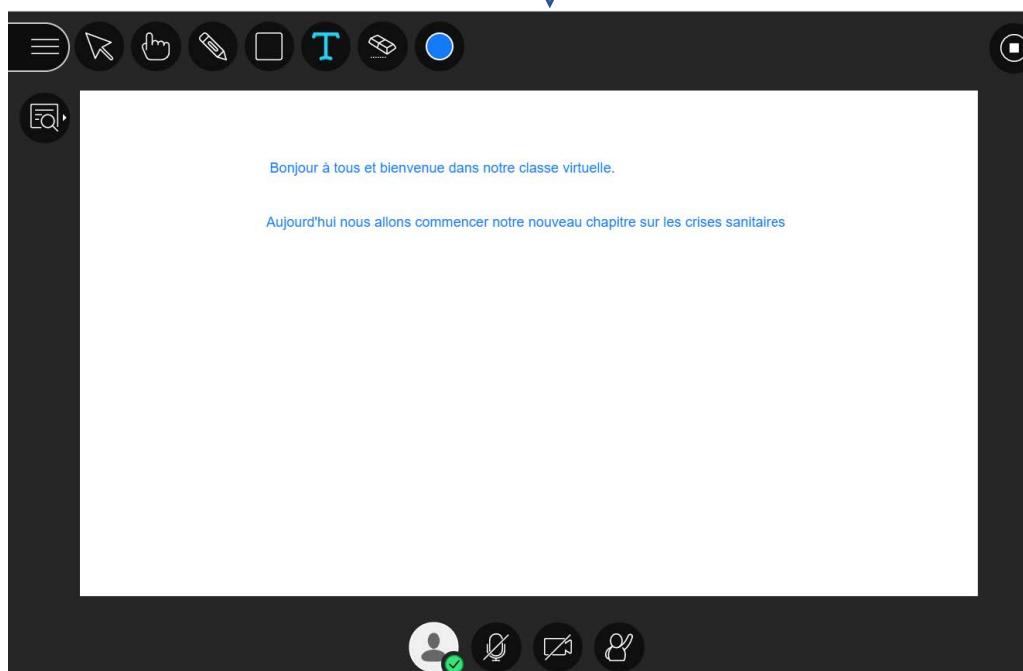 Bonjour à tous et bienvenue dans notre classe virtuelle.
Aujourd'hui nous allons commencer notre nouveau chapitre sur les crises sanitaires